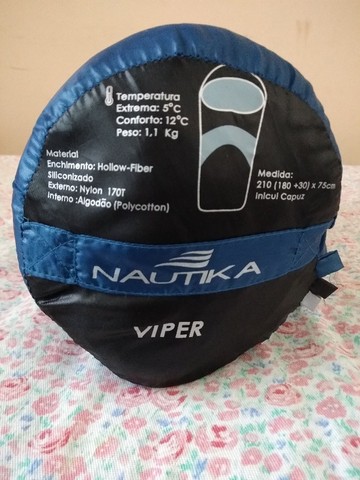 Temperatura
Extrema: 5°C
Conforto: 12°C
Peso: 1,1 Kg
Material
Enchimento: Hollow-Fiber
Siliconizado
Externo: Nylon 170T
Interno :Algodão (Polycotton)
Medida:
210 (180 +30) x 75cm
Inlcui Capuz
NAUTIKA
VIPER